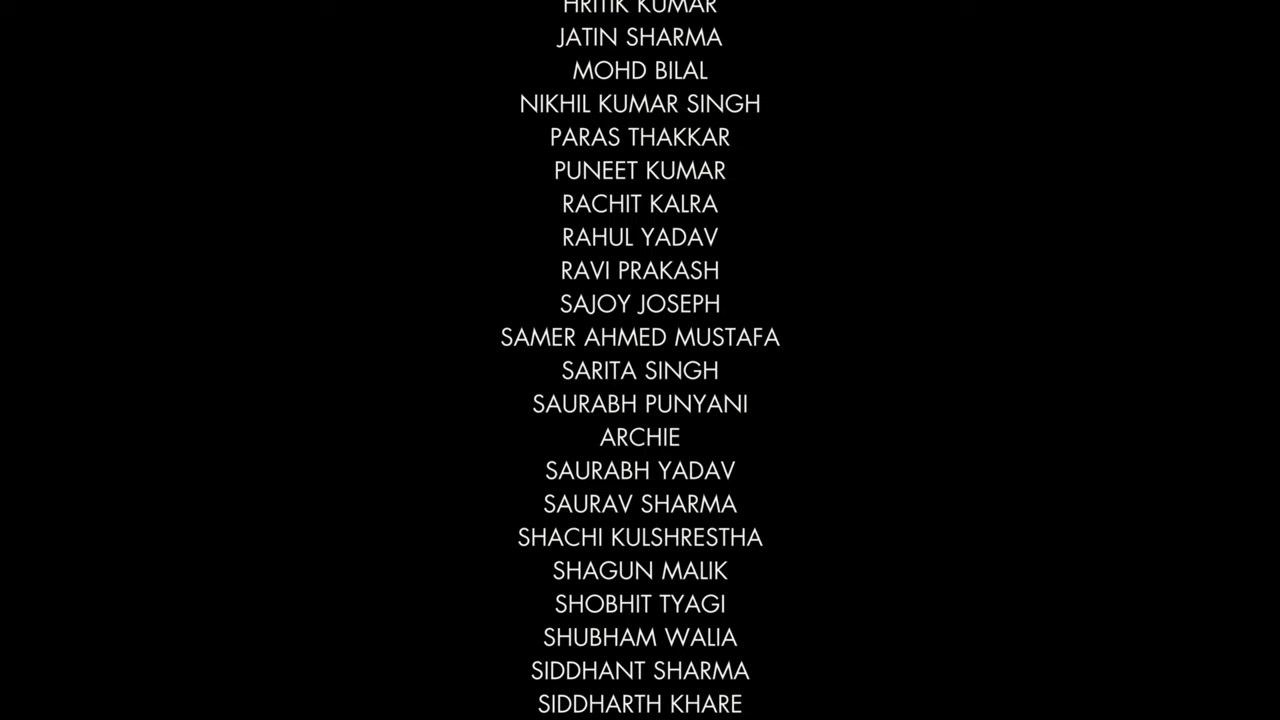 HRITIK KUMAR
JATIN SHARMA
MOHD BILAL
NIKHIL KUMAR SINGH
PARAS THAKKAR
PUNEET KUMAR
RACHIT KALRA
RAHUL YADAV
RAVI PRAKASH
SAJOY JOSEPH
SAMER AHMED MUSTAFA
SARITA SINGH
SAURABH PUNYANI
ARCHIE
SAURABH YADAV
SAURAV SHARMA
SHACHI KULSHRESTHA
SHAGUN MALIK
SHOBHIT TYAGI
SHUBHAM WALIA
SIDDHANT SHARMA
SIDDHARTH KHARE